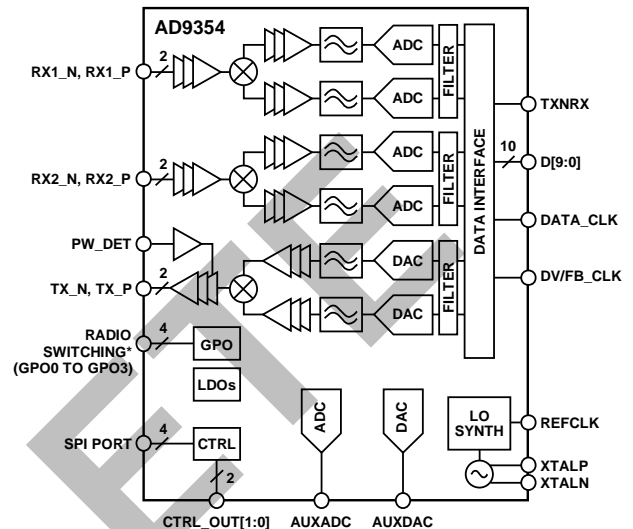 AD9354
RX1_N, RX1_P
2
ADC
ADC
FILTER
RX2_N, RX2_P
2
ADC
ADC
FILTER
PW_DET
TX_N, TX_P
2
DAC
DAC
FILTER
DATA INTERFACE
TXNRX
10
D[9:0]
DATA_CLK
DV/FB_CLK
RADIO
SWITCHING*
(GPO0 TO GPO3)
4
GPO
LDOs
SPI PORT
4
CTRL
2
CTRL_OUT[1:0]
ADC
AUXADC
DAC
AUXDAC
LO
SYNTH
REFCLK
XTALP
XTALN
ETE